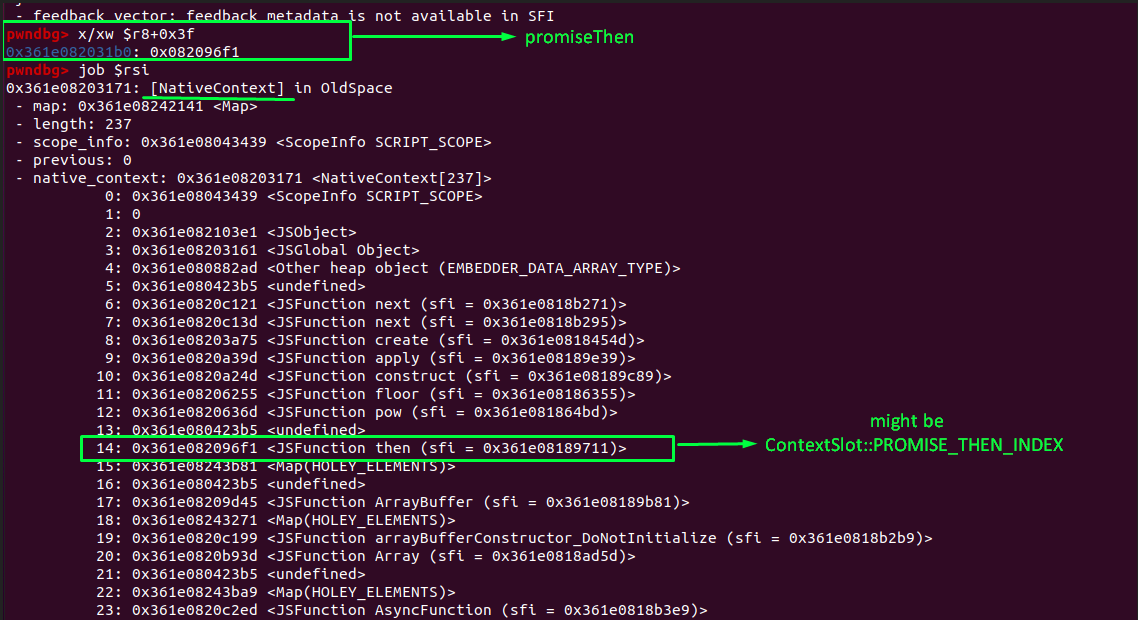 - feedback vector: feedback metadata is not available in SFI
pwndbg> x/xw $r8+0x3f
0x361e082031b0: 0x082096f1
promiseThen
pwndbg> job $rsi
0x361e08203171: [NativeContext] in OldSpace
- map: 0x361e08242141 <Map>
- length: 237
- scope_info: 0x361e08043439 <ScopeInfo SCRIPT_SCOPE>
- previous: 0
- native_context: 0x361e08203171 <NativeContext[237]>
0: 0x361e08043439 <ScopeInfo SCRIPT_SCOPE>
1: 0
2: 0x361e082103e1 <JSObject>
3: 0x361e08203161 <JSGlobal Object>
4: 0x361e080882ad <Other heap object (EMBEDDER_DATA_ARRAY_TYPE)>
5: 0x361e080423b5 <undefined>
6: 0x361e0820c121 <JSFunction next (sfi = 0x361e0818b271)>
7: 0x361e0820c13d <JSFunction next (sfi = 0x361e0818b295)>
8: 0x361e08203a75 <JSFunction create (sfi = 0x361e0818454d)>
9: 0x361e0820a39d <JSFunction apply (sfi = 0x361e08189e39)>
10: 0x361e0820a24d <JSFunction construct (sfi = 0x361e08189c89)>
11: 0x361e08206255 <JSFunction floor (sfi = 0x361e08186355)>
12: 0x361e0820636d <JSFunction pow (sfi = 0x361e081864bd)>
13: 0x361e080423b5 <undefined>
14: 0x361e082096f1 <JSFunction then (sfi = 0x361e08189711)>
might be
ContextSlot::PROMISE_THEN_INDEX
15: 0x361e08243b81 <Map(HOLEY_ELEMENTS)>
16: 0x361e080423b5 <undefined>
17: 0x361e08209d45 <JSFunction ArrayBuffer (sfi = 0x361e08189b81)>
18: 0x361e08243271 <Map(HOLEY_ELEMENTS)>
19: 0x361e0820c199 <JSFunction arrayBufferConstructor_DoNotInitialize (sfi = 0x361e0818b2b9)>
20: 0x361e0820b93d <JSFunction Array (sfi = 0x361e0818ad5d)>
21: 0x361e080423b5 <undefined>
22: 0x361e08243ba9 <Map(HOLEY_ELEMENTS)>
23: 0x361e0820c2ed <JSFunction AsyncFunction (sfi = 0x361e0818b3e9)>